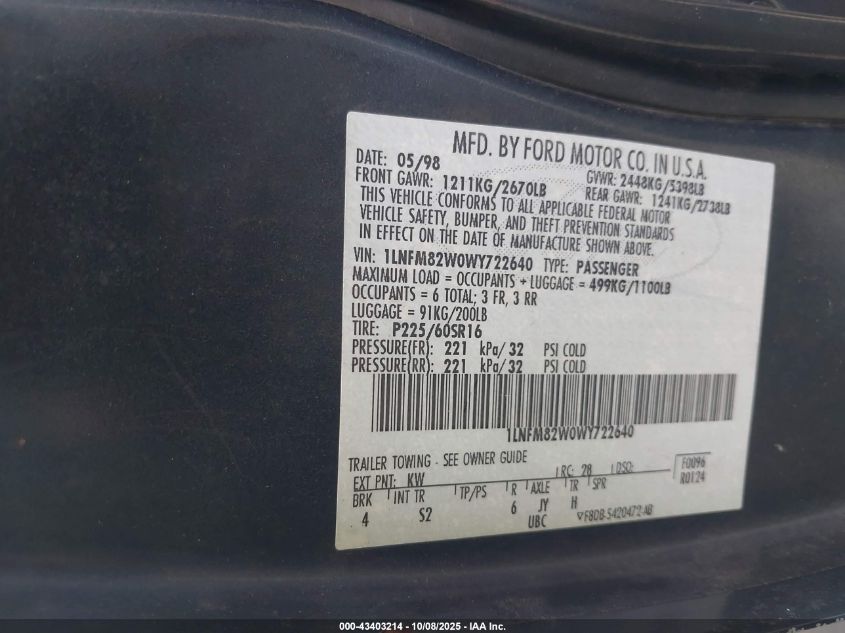 MFD. BY FORD MOTOR CO. IN U.S.A.
DATE: 05/98 GVWR: 2448KG/5398LB
FRONT GAWR: 1211KG/2670LB REAR GAWR: 1241KG/2738LB
THIS VEHICLE CONFORMS TO ALL APPLICABLE FEDERAL MOTOR
VEHICLE SAFETY, BUMPER, AND THEFT PREVENTION STANDARDS
IN EFFECT ON THE DATE OF MANUFACTURE SHOWN ABOVE.
VIN: 1LNFM82W0WY722640 TYPE: PASSENGER
MAXIMUM LOAD = OCCUPANTS + LUGGAGE = 499KG/1100LB
OCCUPANTS = 6 TOTAL; 3 FR, 3 RR
LUGGAGE = 91KG/200LB
TIRE: P225/60SR16
PRESSURE(FR): 221 kPa/32 PSI COLD
PRESSURE(RR): 221 kPa/32 PSI COLD
1LNFM82W0WY722640
TRAILER TOWING - SEE OWNER GUIDE
EXT PNT: KW RC: 28 DSO: F0096
R0124
BRK INT TR TP/PS R AXLE TR SPR
4 S2 6 JY H
UBC F8DB-5420472-AB
000-43403214 - 10/08/2025 - IAA Inc.